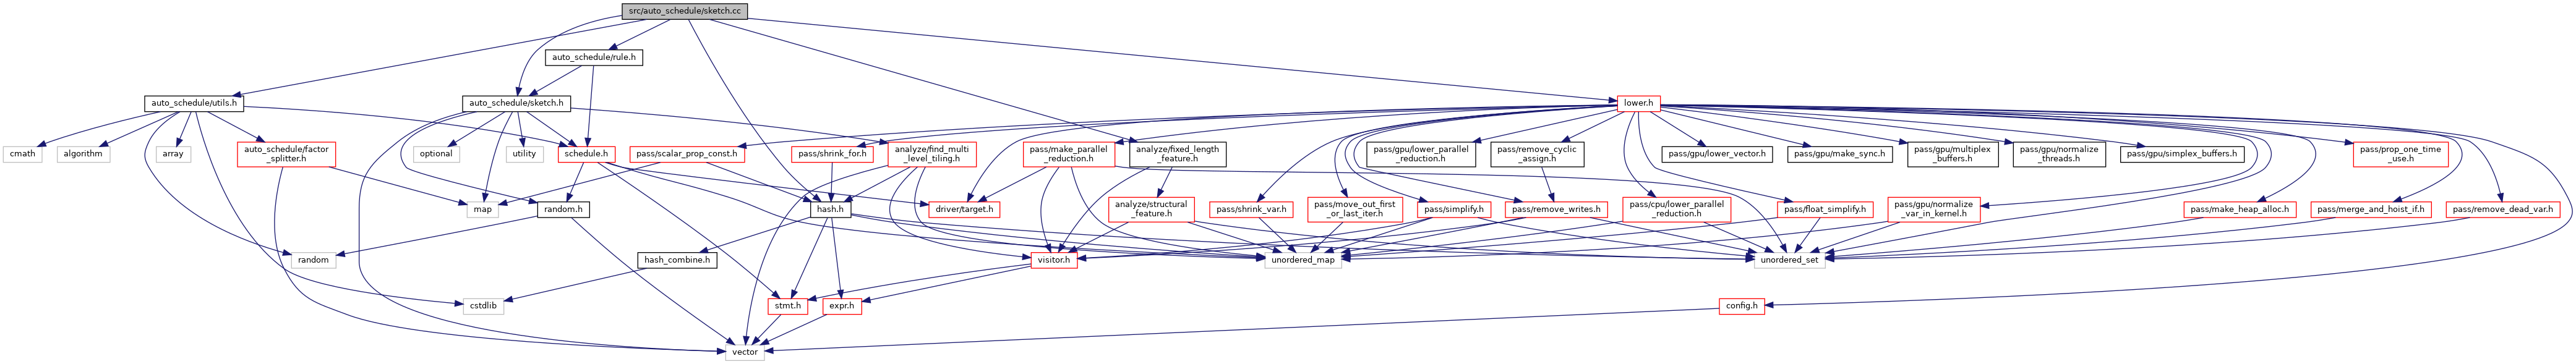 src/auto_schedule/sketch.cc
auto_schedule/rule.h
auto_schedule/utils.h
auto_schedule/sketch.h
lower.h
cmath
algorithm
array
auto_schedule/factor
_splitter.h
optional
utility
schedule.h
pass/scalar_prop_const.h
pass/shrink_for.h
analyze/find_multi
_level_tiling.h
pass/make_parallel
_reduction.h
analyze/fixed_length
_feature.h
pass/gpu/lower_parallel
_reduction.h
pass/remove_cyclic
_assign.h
pass/gpu/lower_vector.h
pass/gpu/make_sync.h
pass/gpu/multiplex
_buffers.h
pass/gpu/normalize
_threads.h
pass/gpu/simplex_buffers.h
pass/prop_one_time
_use.h
map
random.h
hash.h
driver/target.h
analyze/structural
_feature.h
pass/shrink_var.h
pass/move_out_first
_or_last_iter.h
pass/simplify.h
pass/remove_writes.h
pass/cpu/lower_parallel
_reduction.h
pass/float_simplify.h
pass/gpu/normalize
_var_in_kernel.h
pass/make_heap_alloc.h
pass/merge_and_hoist_if.h
pass/remove_dead_var.h
random
hash_combine.h
visitor.h
unordered_map
unordered_set
cstdlib
stmt.h
expr.h
config.h
vector